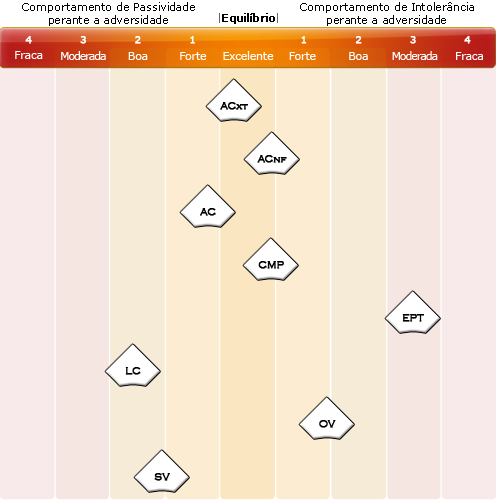 Comportamento de Passividade
perante a adversidade
|Equilíbrio|
Comportamento de Intolerância
perante a adversidade
4 3 2 1 1 2 3 4
Fraca Moderada Boa Forte Excelente Forte Boa Moderada Fraca
ACXT
ACNF
AC
CMP
EPT
LC
OV
SV